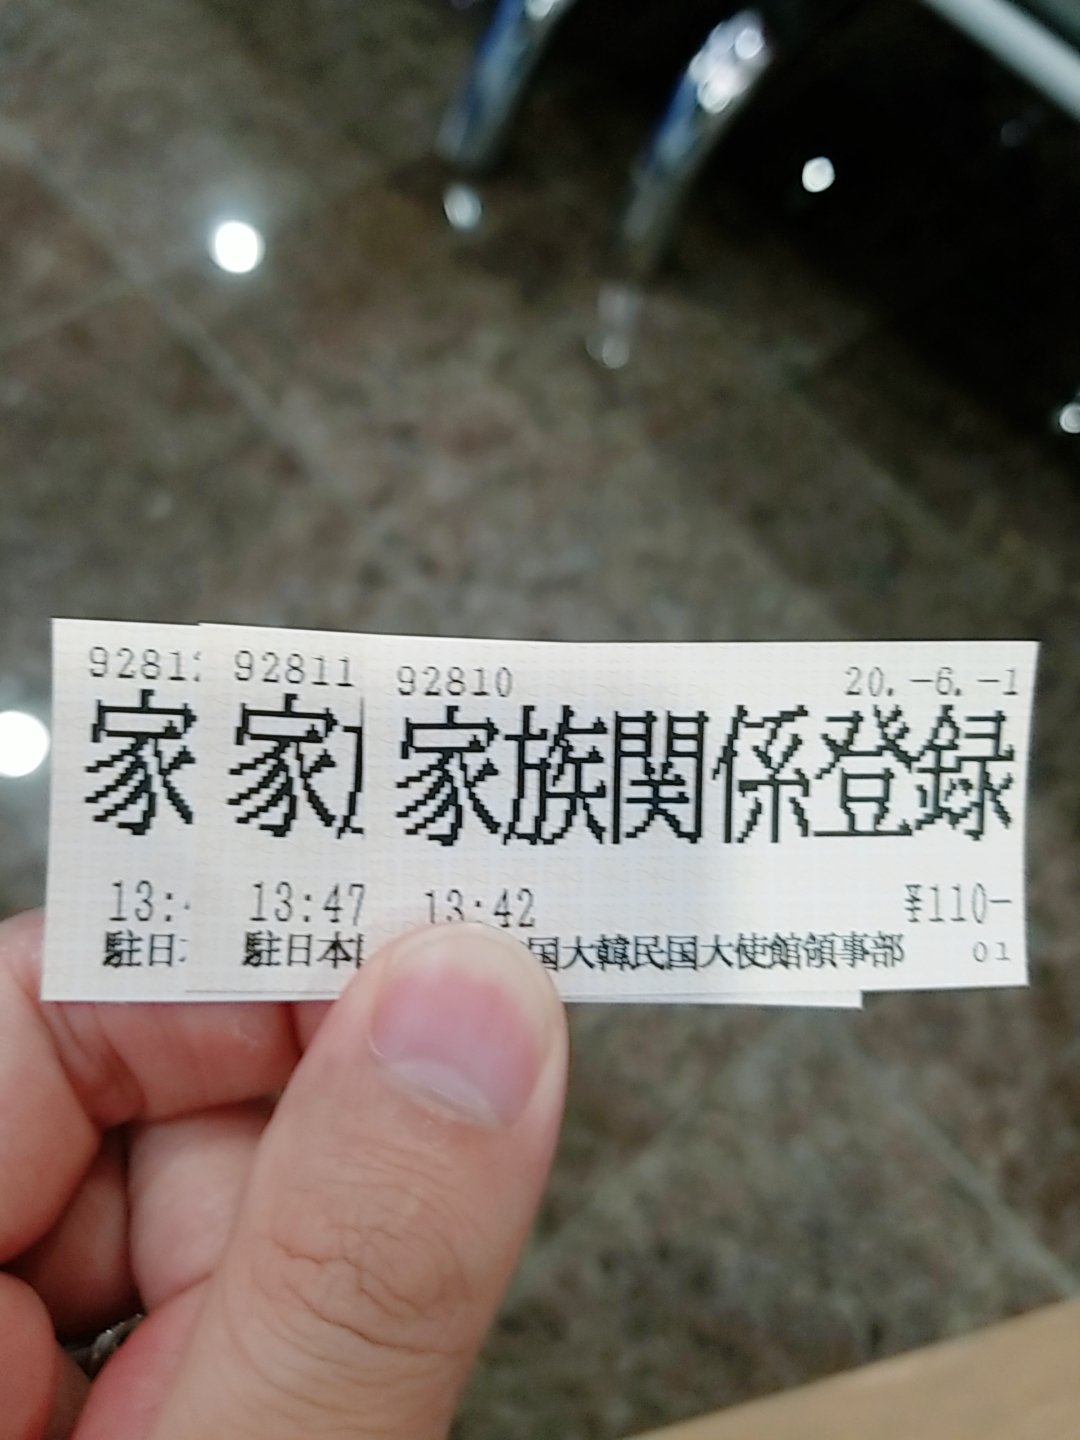 92811
家
13:47
駐日本
92810 20.-6.-1
家族関係登録
13:42 ¥110-
国大韓民国大使館領事部 01
9281
家
13:
駐日